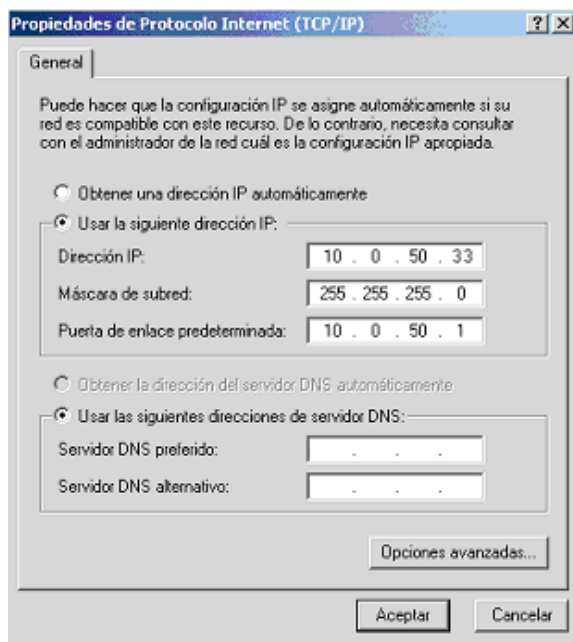 Propiedades de Protocolo Internet (TCP/IP)
General
Puede hacer que la configuración IP se asigne automáticamente si su
red es compatible con este recurso. De lo contrario, necesita consultar
con el administrador de la red cuál es la configuración IP apropiada.
Obtener una dirección IP automáticamente
Usar la siguiente dirección IP:
Dirección IP: 10 . 0 . 50 . 33
Máscara de subred: 255 . 255 . 255 . 0
Puerta de enlace predeterminada: 10 . 0 . 50 . 1
Obtener la dirección del servidor DNS automáticamente
Usar las siguientes direcciones de servidor DNS:
Servidor DNS preferido: . . .
Servidor DNS alternativo: . . .
Opciones avanzadas...
Aceptar Cancelar